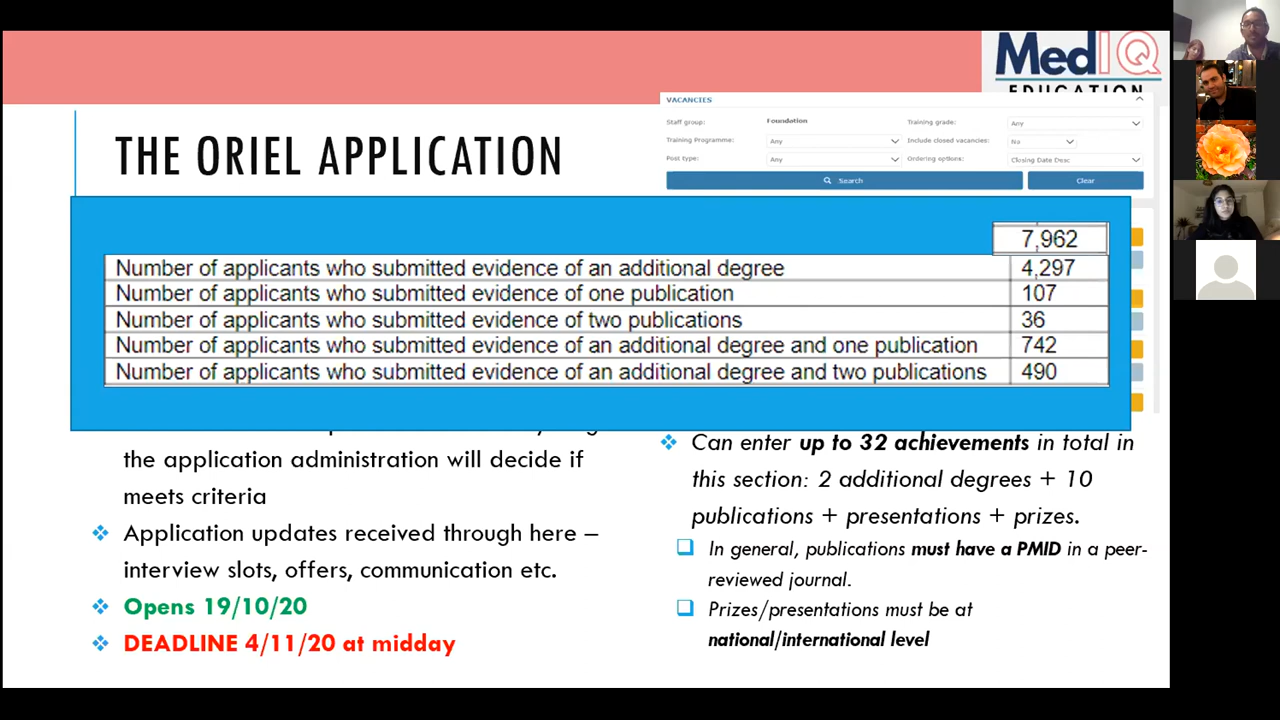 MedIQ
EDUCATION
THE ORIEL APPLICATION
VACANCIES
Staff group: Foundation Training grade: Any
Training Programme: Any Include closed vacancies: No
Post type: Any Ordering options: Closing Date Desc
Search Clear
7,962
Number of applicants who submitted evidence of an additional degree 4,297
Number of applicants who submitted evidence of one publication 107
Number of applicants who submitted evidence of two publications 36
Number of applicants who submitted evidence of an additional degree and one publication 742
Number of applicants who submitted evidence of an additional degree and two publications 490
the application administration will decide if
meets criteria
Application updates received through here –
interview slots, offers, communication etc.
Opens 19/10/20
DEADLINE 4/11/20 at midday
Can enter up to 32 achievements in total in
this section: 2 additional degrees + 10
publications + presentations + prizes.
In general, publications must have a PMID in a peer-
reviewed journal.
Prizes/presentations must be at
national/international level